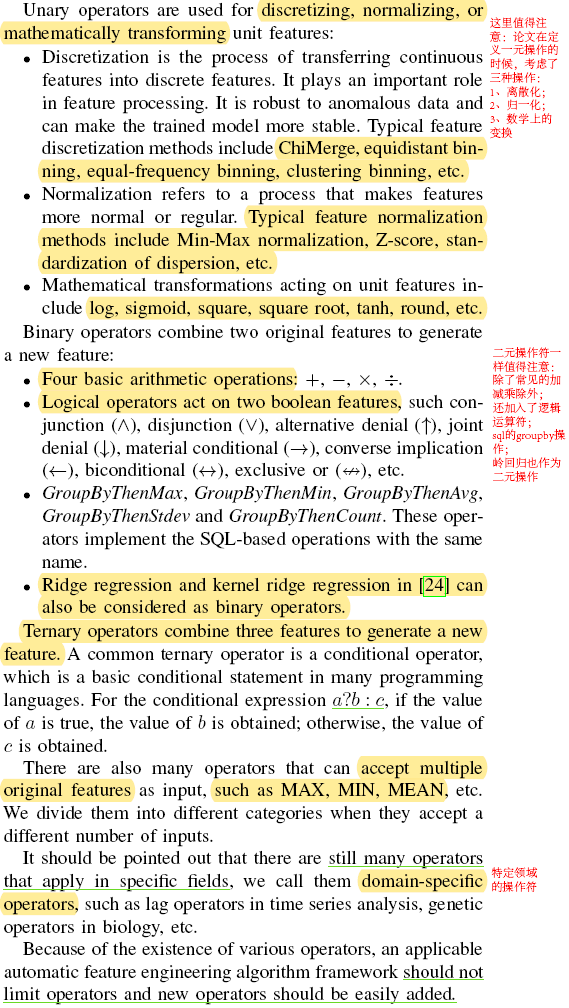 Unary operators are used for discretizing, normalizing, or
mathematically transforming unit features:
• Discretization is the process of transferring continuous
features into discrete features. It plays an important role
in feature processing. It is robust to anomalous data and
can make the trained model more stable. Typical feature
discretization methods include ChiMerge, equidistant bin-
ning, equal-frequency binning, clustering binning, etc.
• Normalization refers to a process that makes features
more normal or regular. Typical feature normalization
methods include Min-Max normalization, Z-score, stan-
dardization of dispersion, etc.
• Mathematical transformations acting on unit features in-
clude log, sigmoid, square, square root, tanh, round, etc.
Binary operators combine two original features to generate
a new feature:
• Four basic arithmetic operations: +, −, ×, ÷.
• Logical operators act on two boolean features, such con-
junction (∧), disjunction (∨), alternative denial (↑), joint
denial (↓), material conditional (→), converse implication
(←), biconditional (↔), exclusive or (↮), etc.
• GroupByThenMax, GroupByThenMin, GroupByThenAvg,
GroupByThenStdev and GroupByThenCount. These oper-
ators implement the SQL-based operations with the same
name.
• Ridge regression and kernel ridge regression in [24] can
also be considered as binary operators.
Ternary operators combine three features to generate a new
feature. A common ternary operator is a conditional operator,
which is a basic conditional statement in many programming
languages. For the conditional expression a?b : c, if the value
of a is true, the value of b is obtained; otherwise, the value of
c is obtained.
There are also many operators that can accept multiple
original features as input, such as MAX, MIN, MEAN, etc.
We divide them into different categories when they accept a
different number of inputs.
It should be pointed out that there are still many operators
that apply in specific fields, we call them domain-specific
operators, such as lag operators in time series analysis, genetic
operators in biology, etc.
Because of the existence of various operators, an applicable
automatic feature engineering algorithm framework should not
limit operators and new operators should be easily added.
这里值得注
意：论文在定
义一元操作的
时候，考虑了
三种操作：
1、离散化；
2、归一化；
3、数学上的
变换
二元操作符一
样值得注意：
除了常见的加
减乘除外；
还加入了逻辑
运算符；
sql的groupby操
作；
岭回归也作为
二元操作
特定领域
的操作符